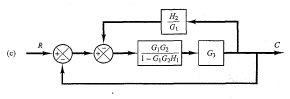 H₂
G₁
(c) R + − + − G₁G₂ G₃ C
1 − G₁G₂H₁